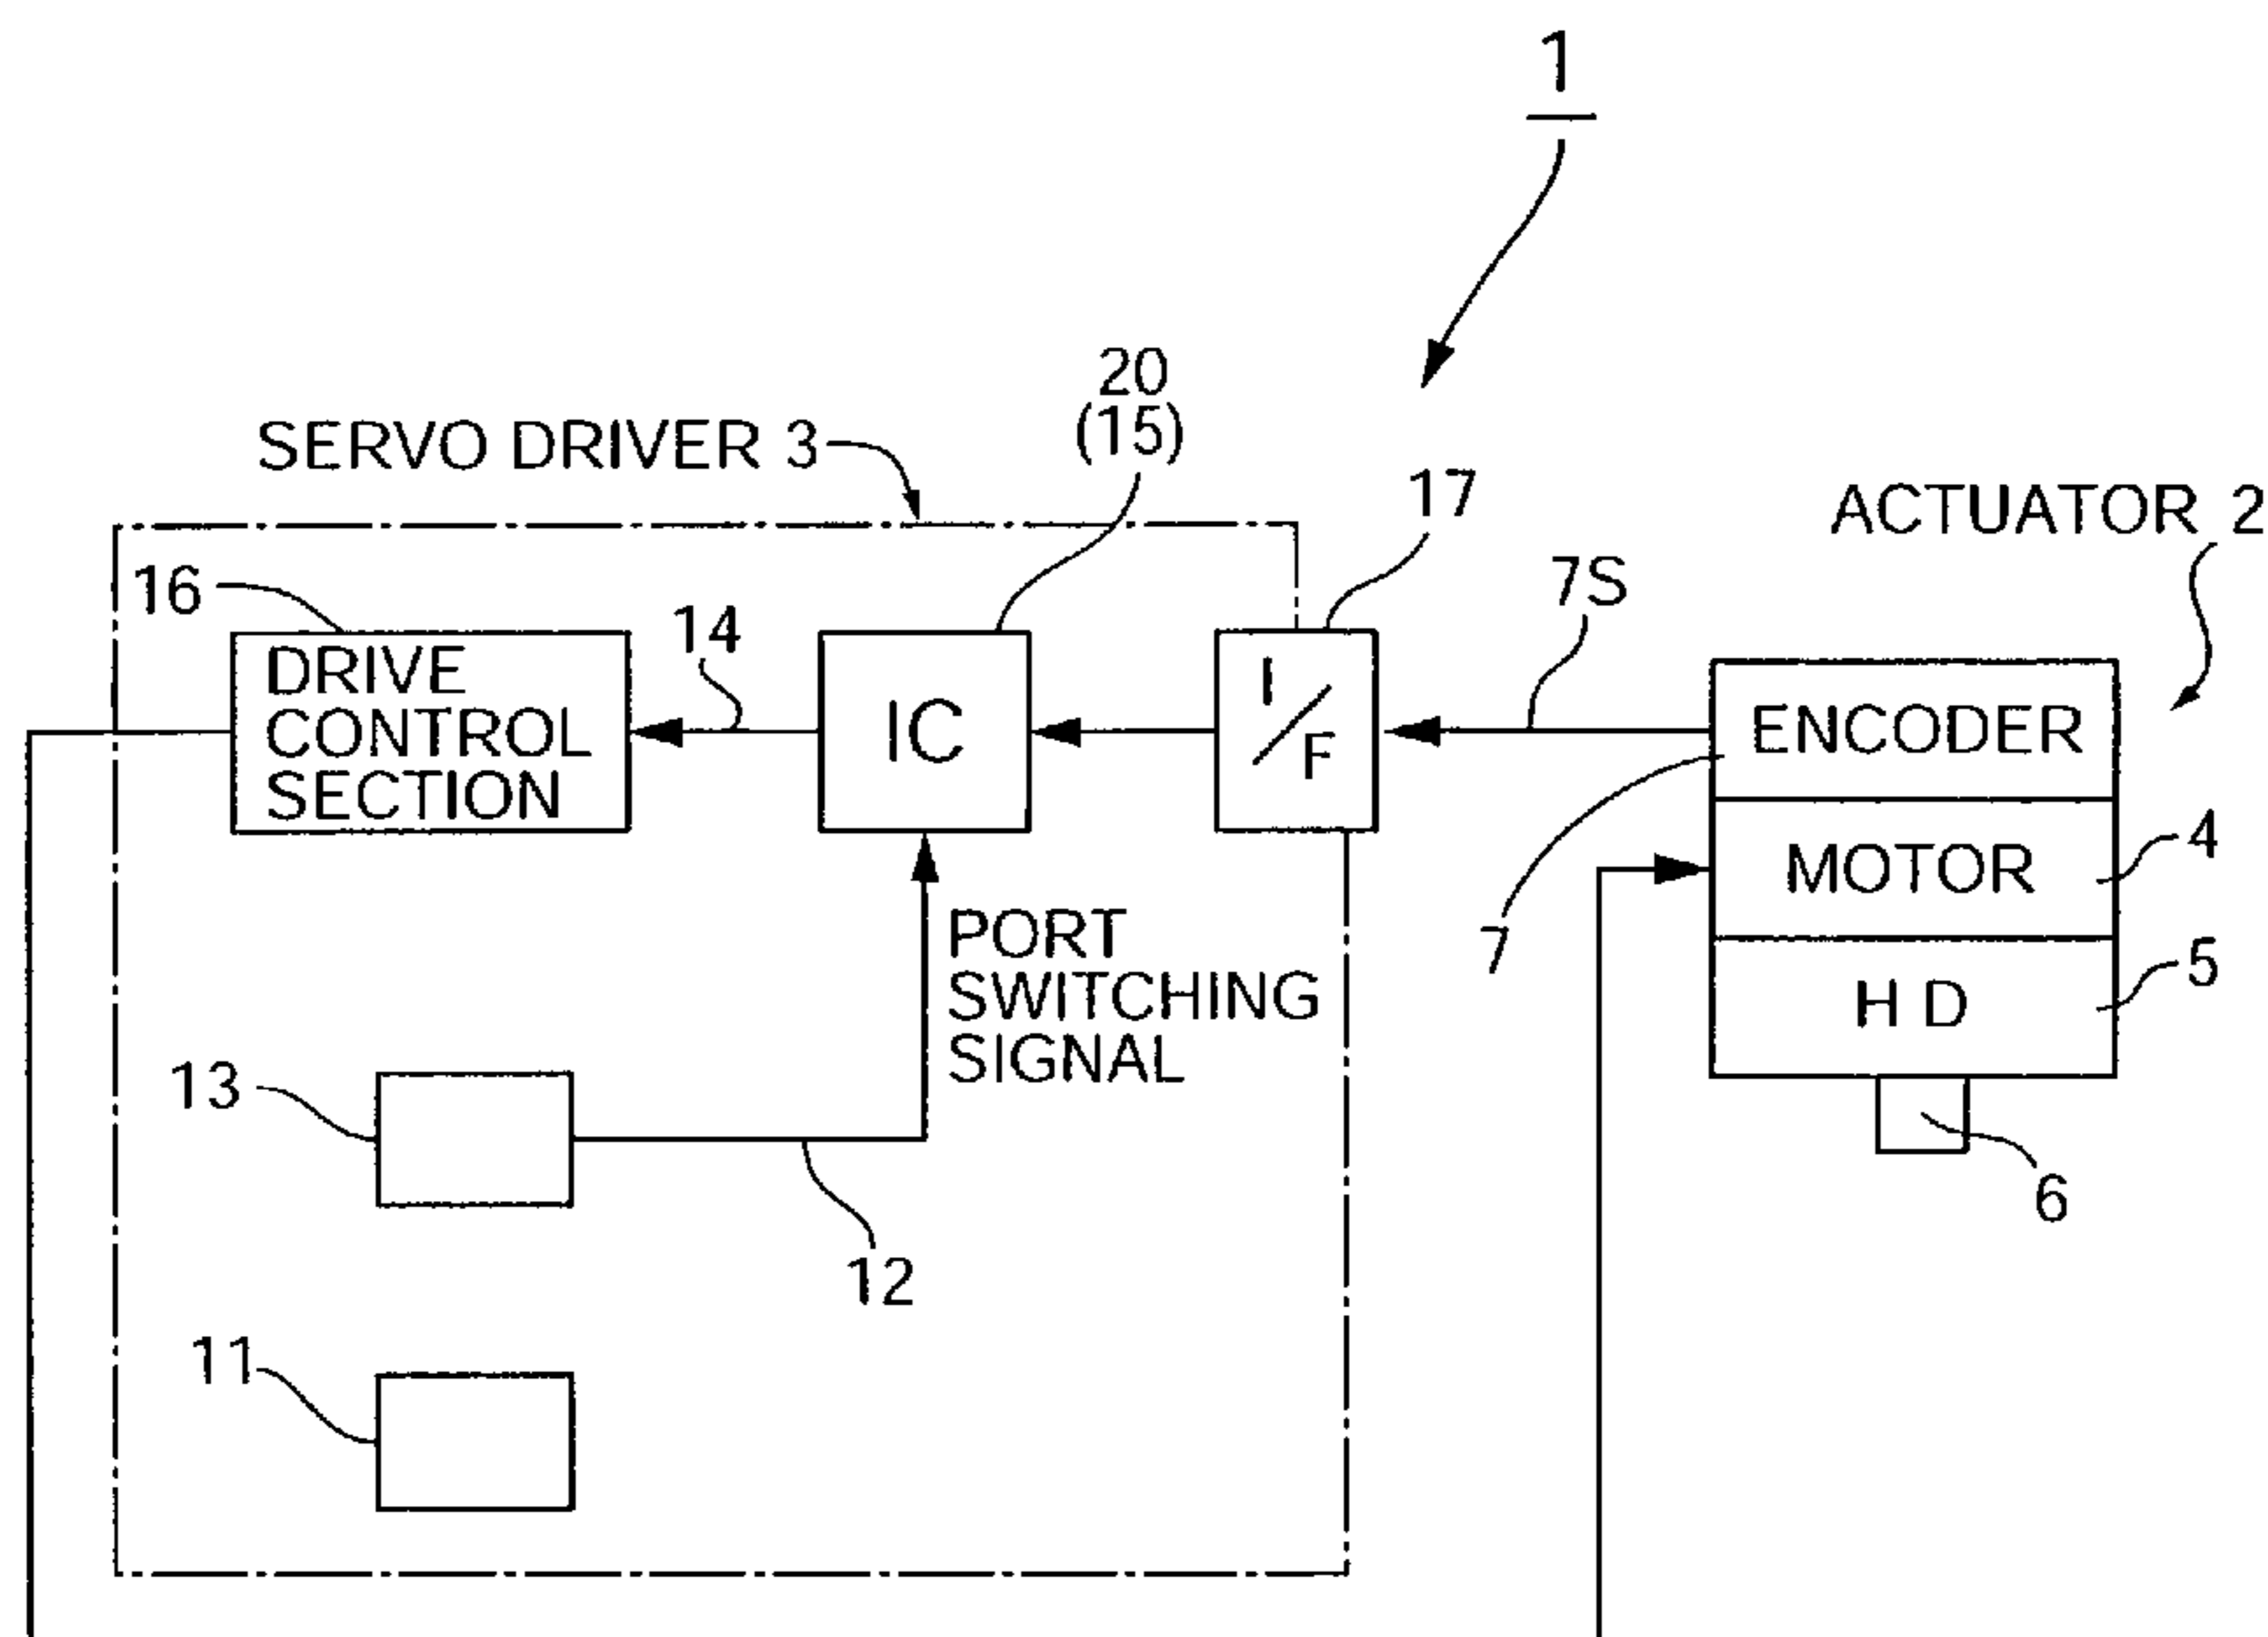 1
20
(15)
SERVO DRIVER 3
17
ACTUATOR 2
7S
16
14
DRIVE
CONTROL
SECTION
IC
I/F
ENCODER
MOTOR
4
7
H D
5
PORT
SWITCHING
SIGNAL
13
6
12
11